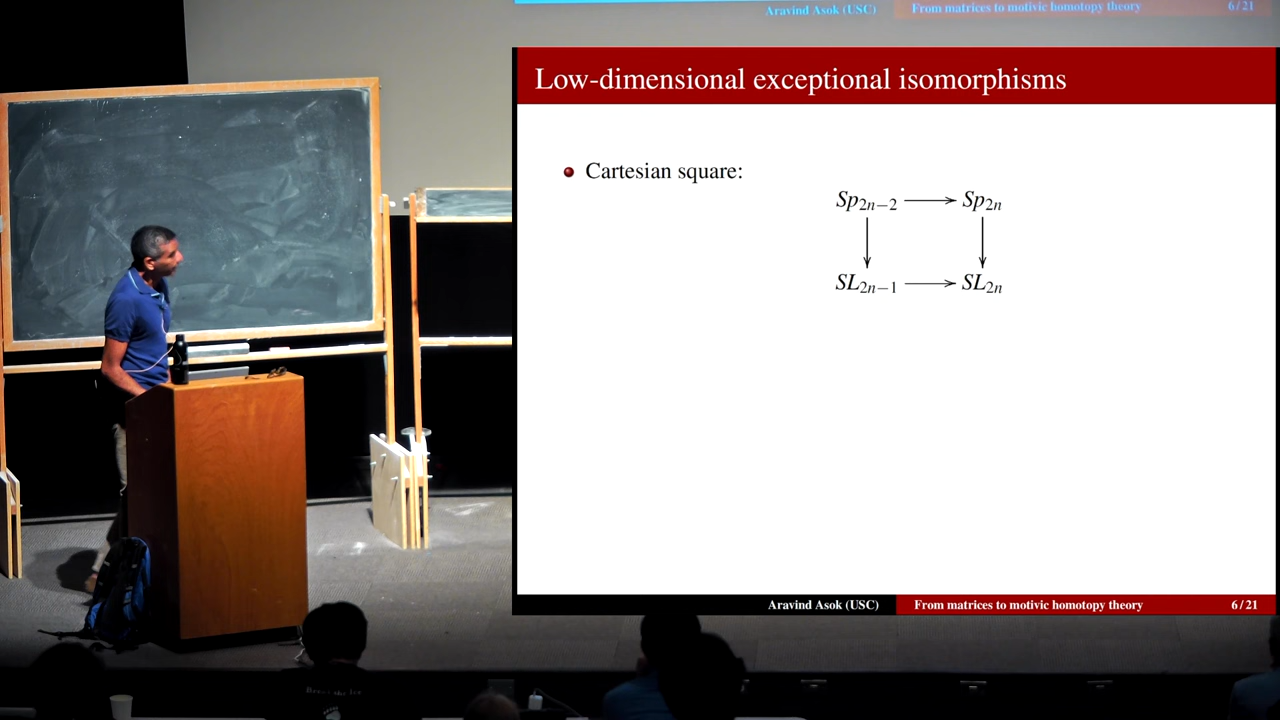 Aravind Asok (USC) From matrices to motivic homotopy theory 6 / 21
Low-dimensional exceptional isomorphisms
Cartesian square:
Sp2n−2 Sp2n
SL2n−1 SL2n
Aravind Asok (USC) From matrices to motivic homotopy theory 6 / 21